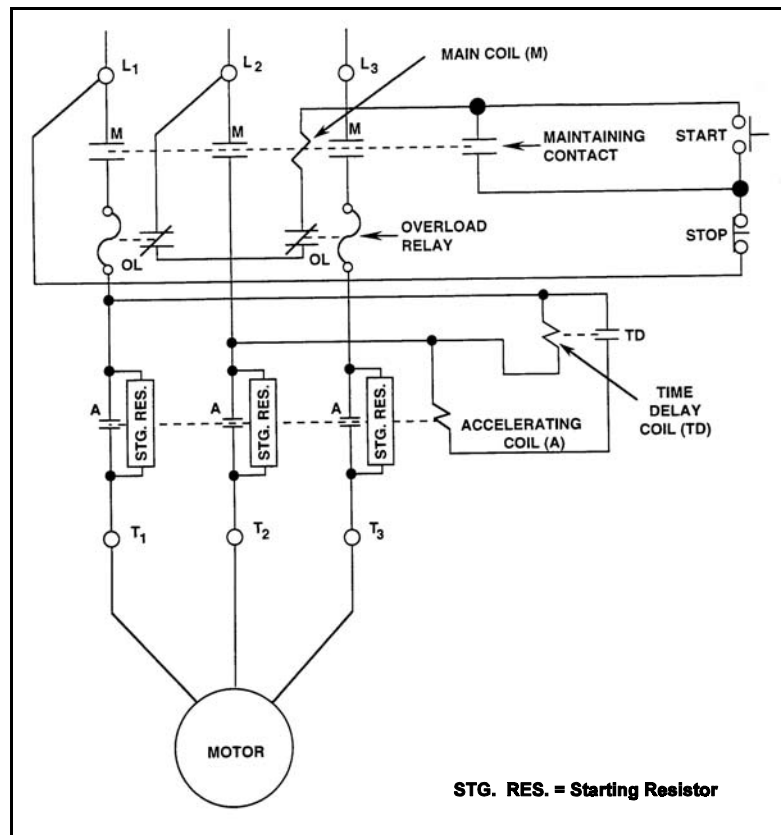 L1
L2
L3
MAIN COIL (M)
M
M
M
MAINTAINING
CONTACT
START
OVERLOAD
RELAY
STOP
OL
OL
TD
A
STG. RES.
A
STG. RES.
A
STG. RES.
ACCELERATING
COIL (A)
TIME
DELAY
COIL (TD)
T1
T2
T3
MOTOR
STG. RES. = Starting Resistor